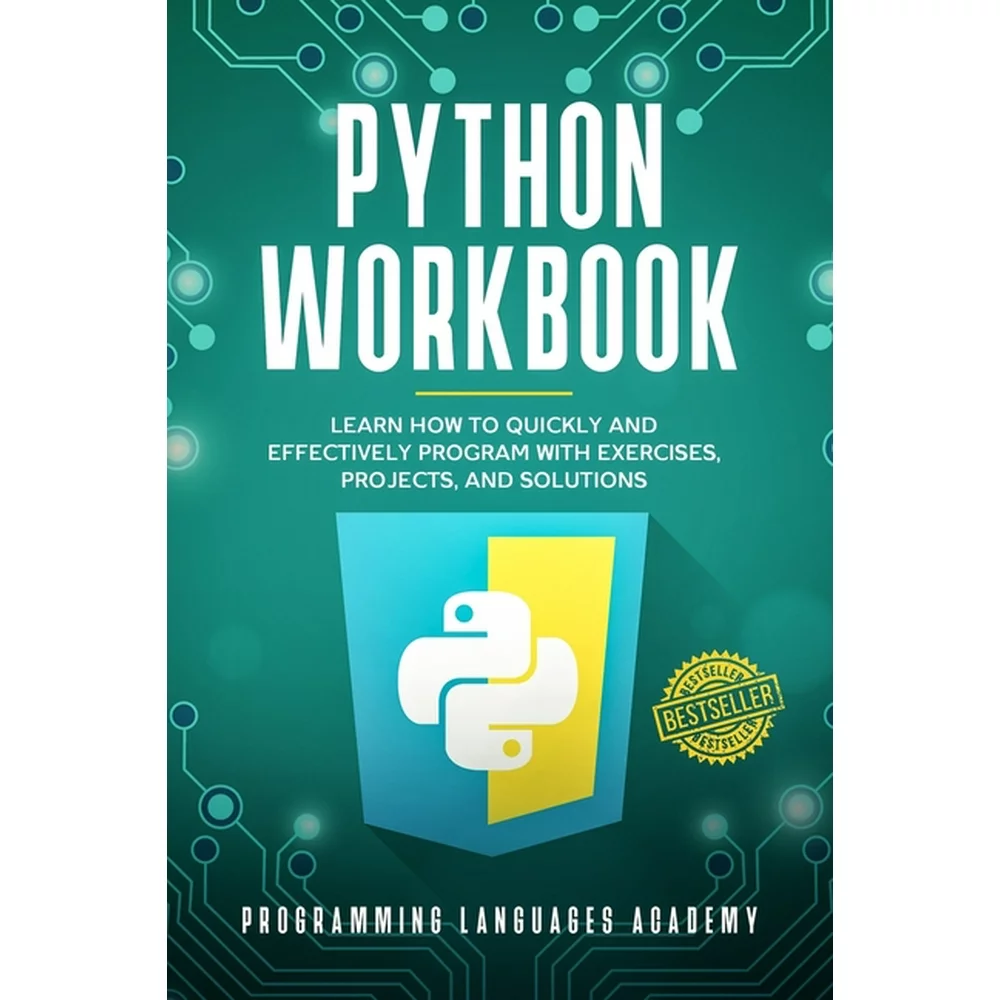 PYTHON
WORKBOOK
LEARN HOW TO QUICKLY AND
EFFECTIVELY PROGRAM WITH EXERCISES,
PROJECTS, AND SOLUTIONS
BESTSELLER
BESTSELLER
BESTSELLER
PROGRAMMING LANGUAGES ACADEMY